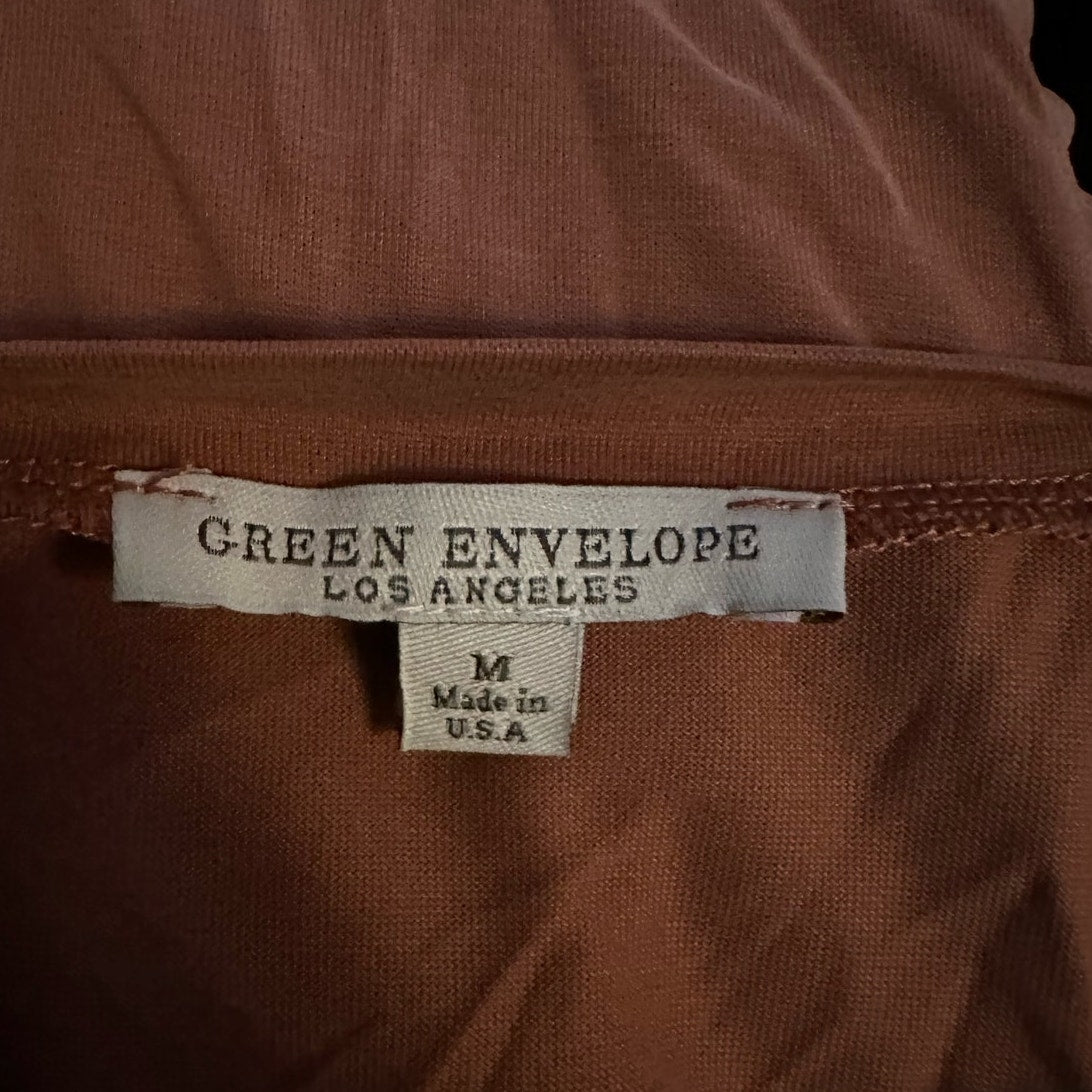 GREEN ENVELOPE
LOS ANGELES
M
Made in
U.S.A